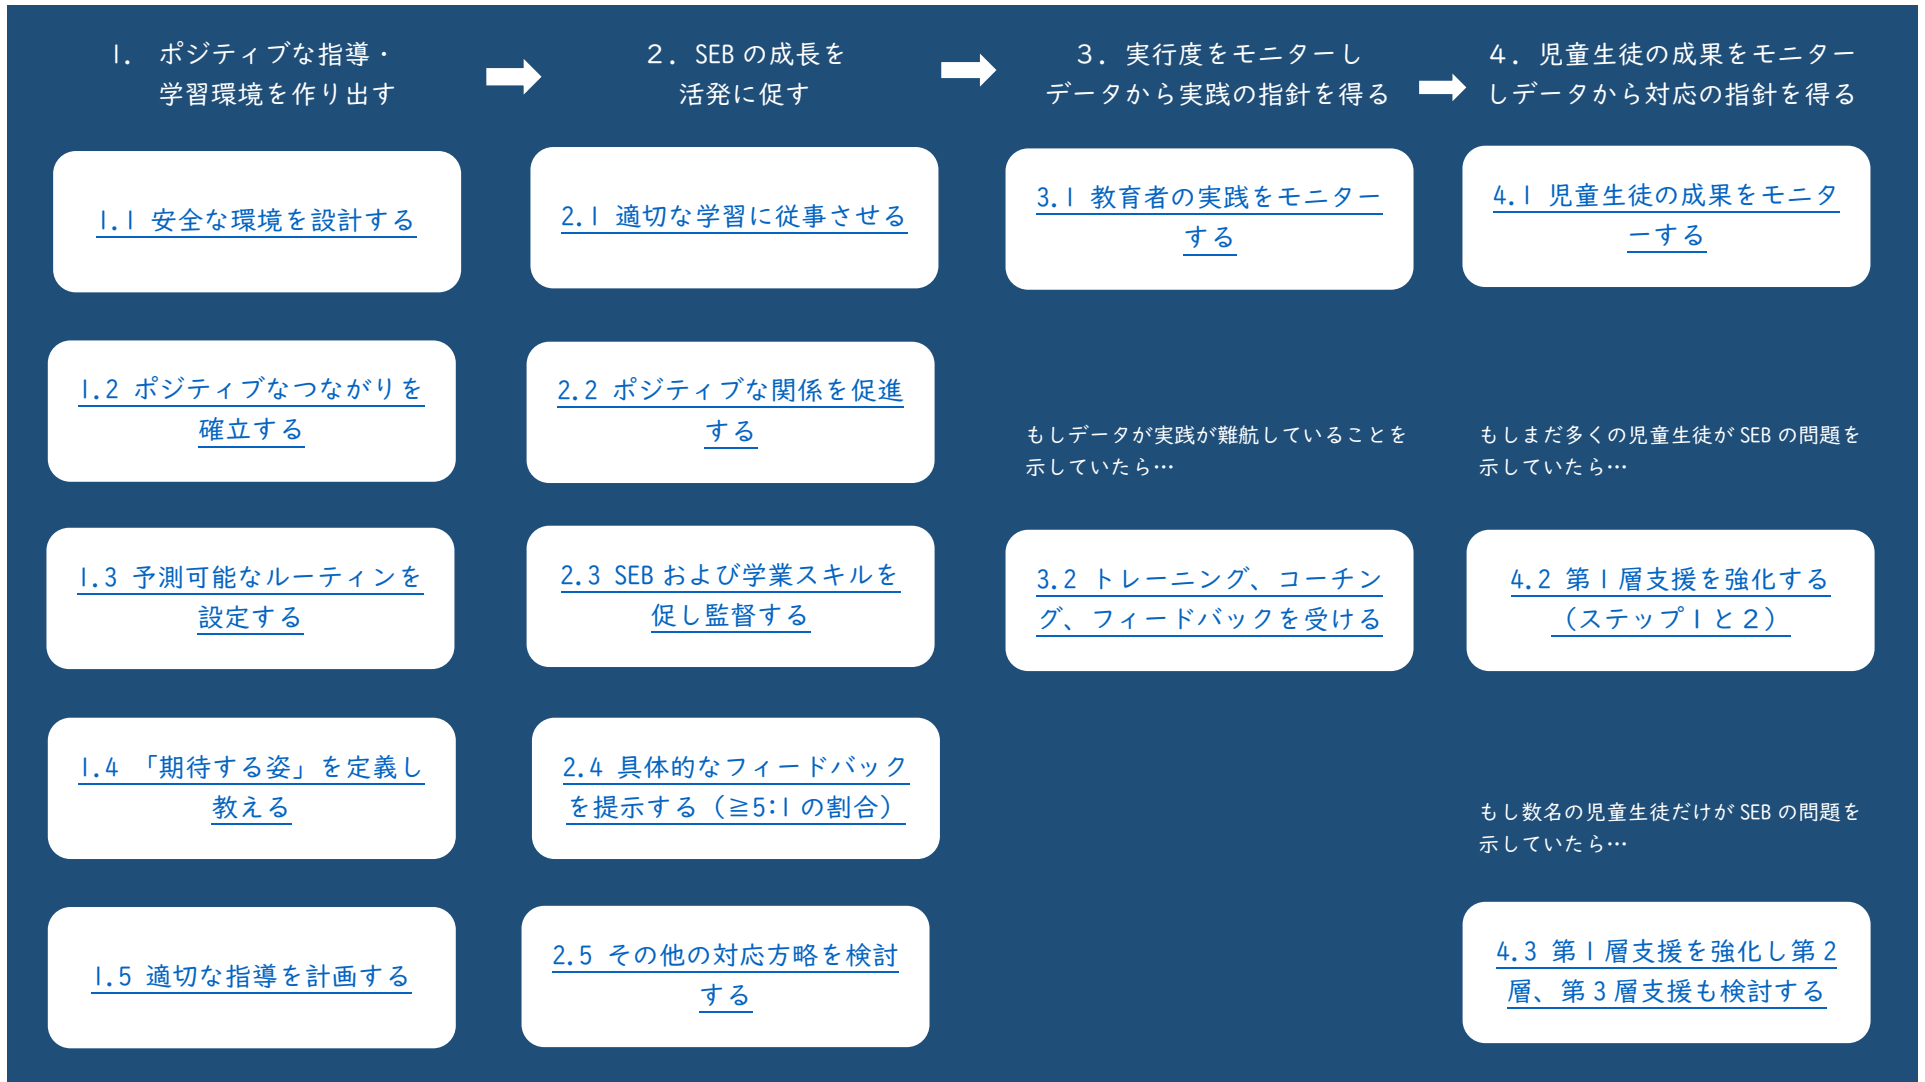 1. ポジティブな指導・
学習環境を作り出す
1.1 安全な環境を設計する
1.2 ポジティブなつながりを
確立する
1.3 予測可能なルーティンを
設定する
1.4 「期待する姿」を定義し
教える
1.5 適切な指導を計画する
２．SEB の成長を
活発に促す
2.1 適切な学習に従事させる
2.2 ポジティブな関係を促進
する
2.3 SEB および学業スキルを
促し監督する
2.4 具体的なフィードバック
を提示する（≧5:1 の割合）
2.5 その他の対応方略を検討
する
３．実行度をモニターし
データから実践の指針を得る
3.1 教育者の実践をモニター
する
もしデータが実践が難航していることを
示していたら…
3.2 トレーニング、コーチン
グ、フィードバックを受ける
４．児童生徒の成果をモニター
しデータから対応の指針を得る
4.1 児童生徒の成果をモニタ
ーする
もしまだ多くの児童生徒が SEB の問題を
示していたら…
4.2 第１層支援を強化する
（ステップ１と２）
もし数名の児童生徒だけが SEB の問題を
示していたら…
4.3 第１層支援を強化し第２
層、第３層支援も検討する